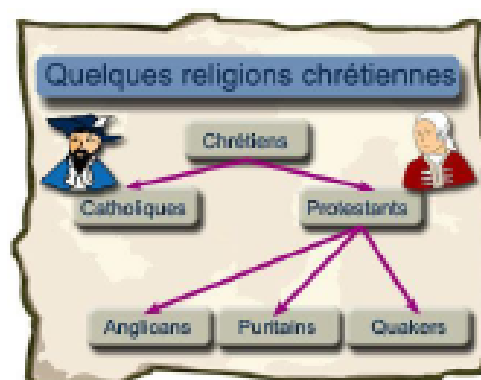 Quelques religions chrétiennes
Chrétiens
Catholiques
Protestants
Anglicans
Puritains
Quakers